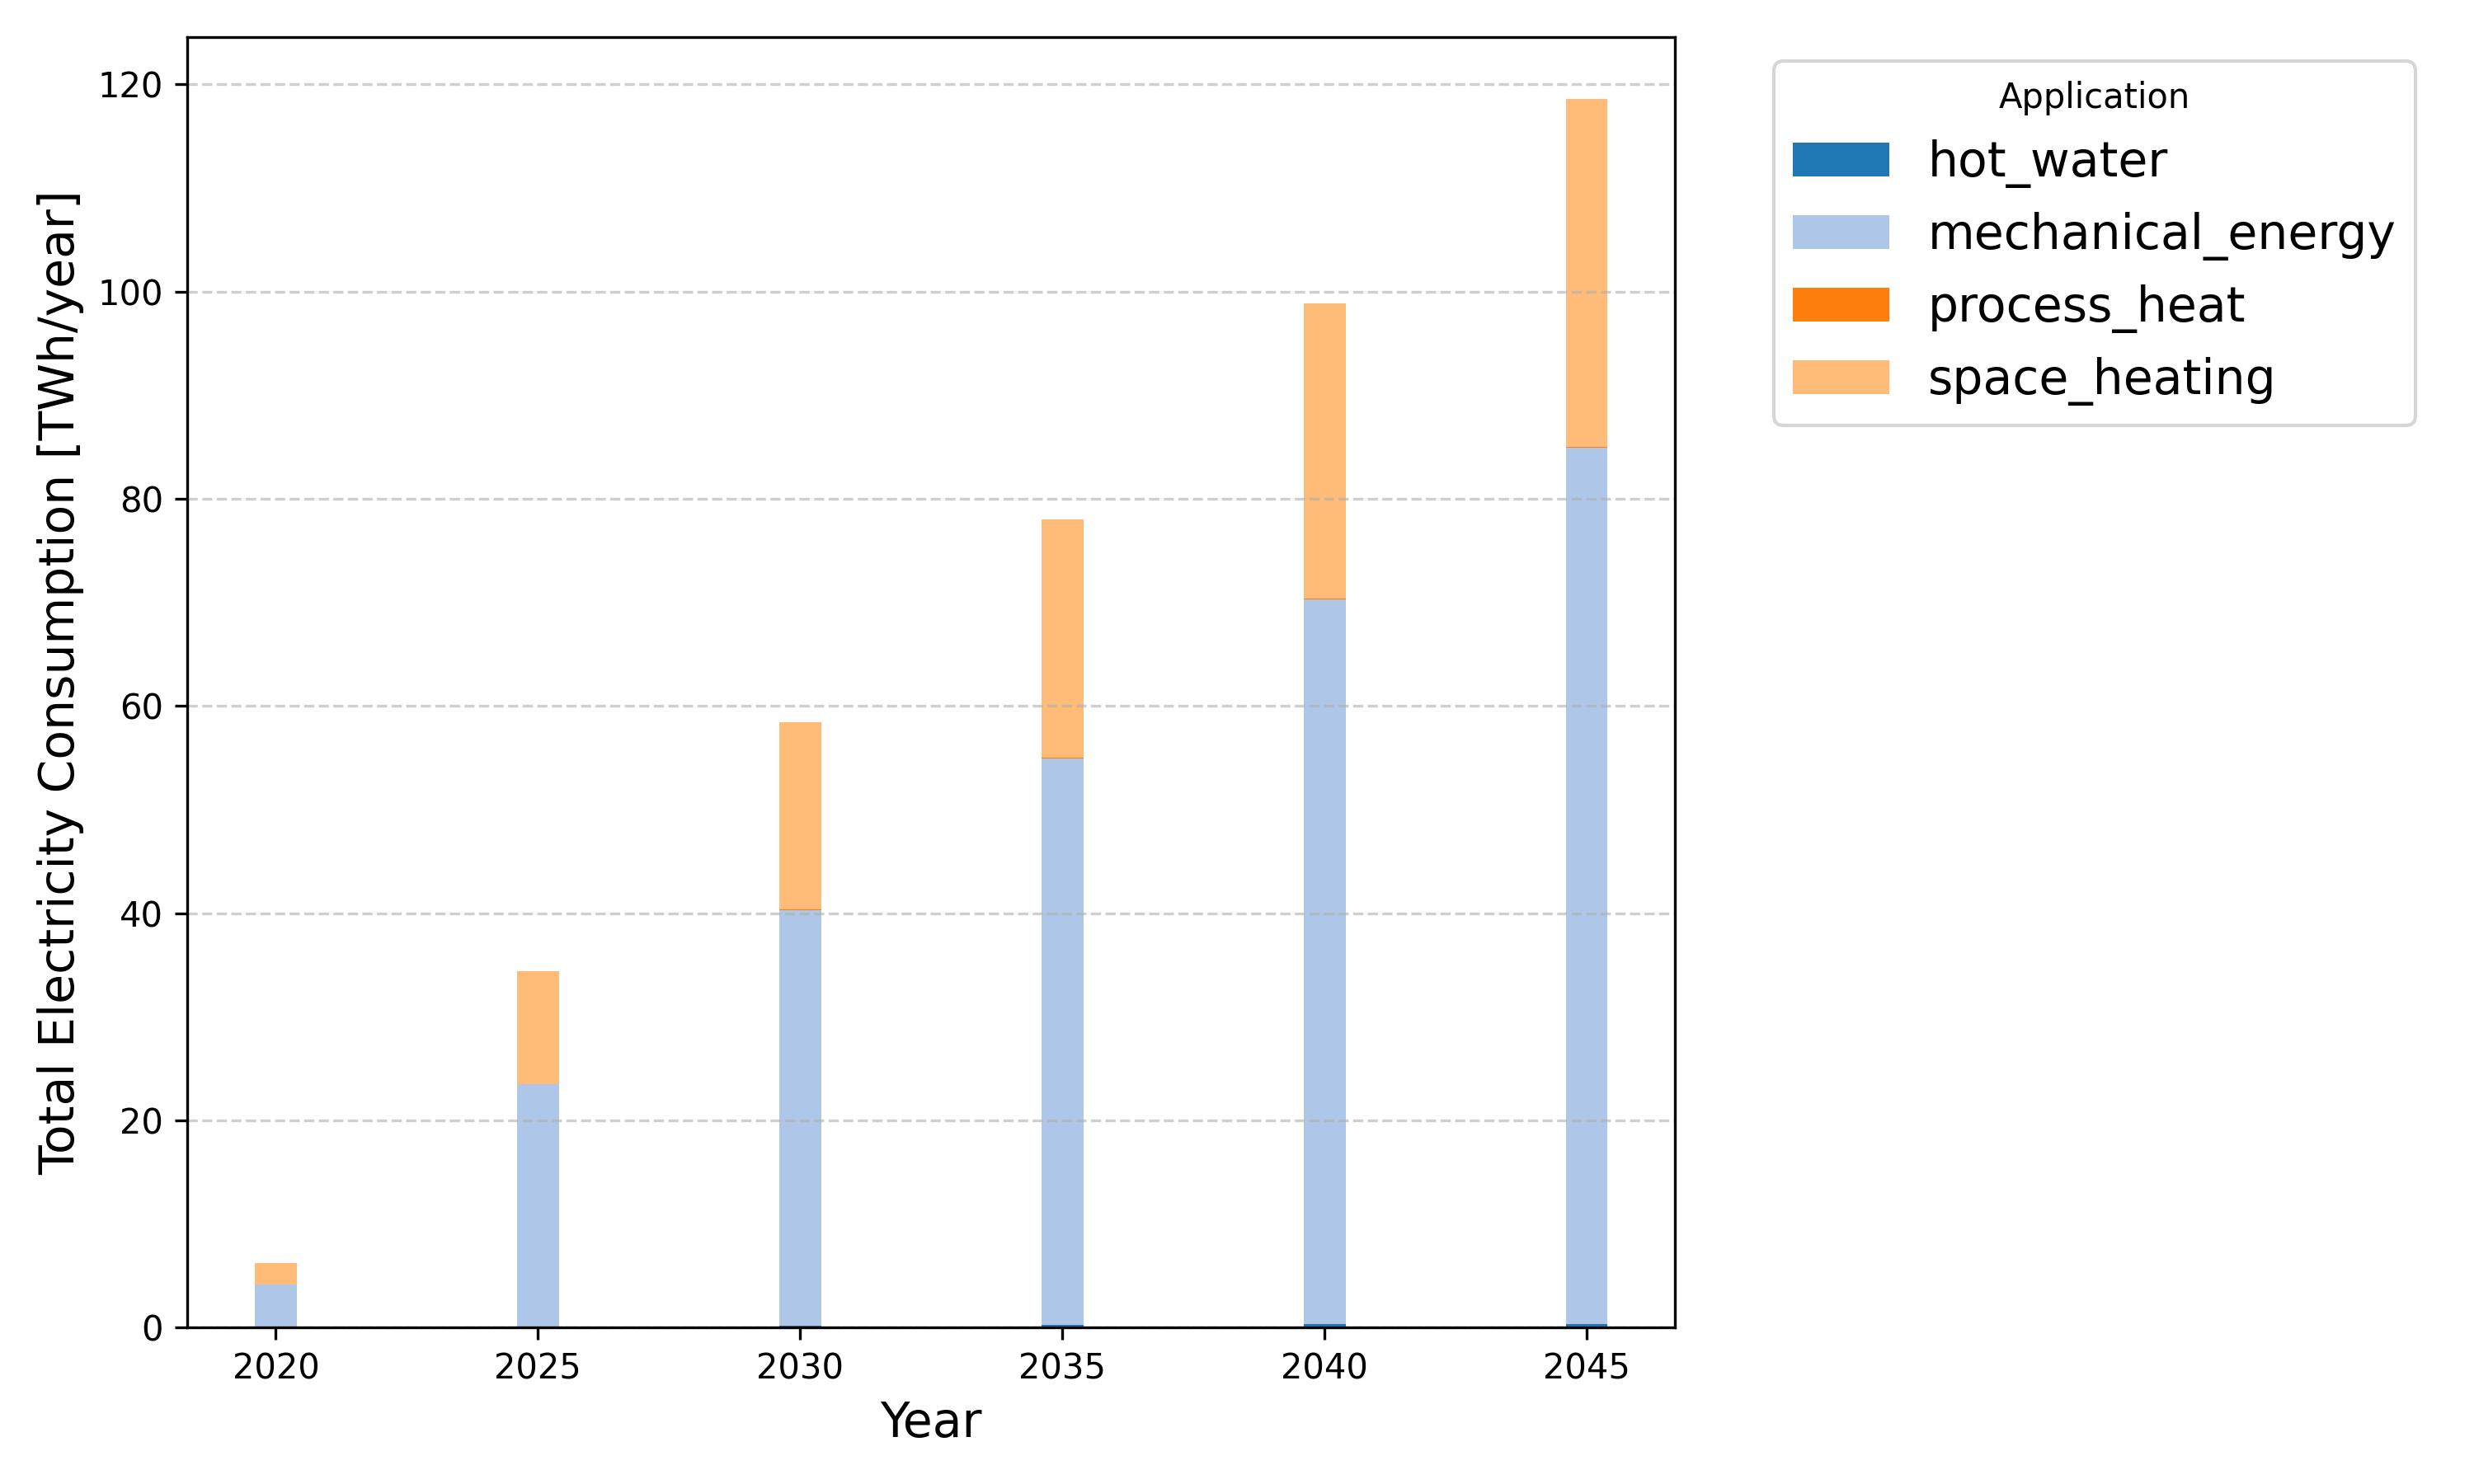 Total Electricity Consumption [TWh/year]
120
100
80
60
40
20
0
2020 2025 2030 2035 2040 2045
Year
Application
hot_water
mechanical_energy
process_heat
space_heating